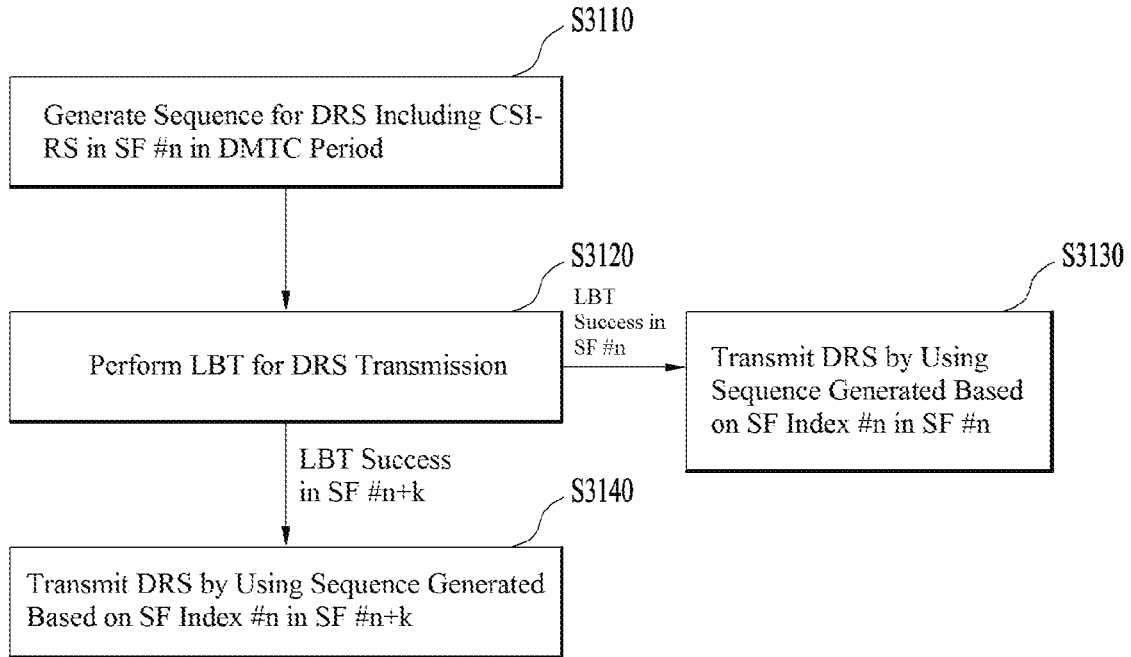 S3110
Generate Sequence for DRS Including CSI-
RS in SF #n in DMTC Period
S3120
Perform LBT for DRS Transmission
LBT
Success in
SF #n
S3130
Transmit DRS by Using
Sequence Generated Based
on SF Index #n in SF #n
LBT Success
in SF #n+k
S3140
Transmit DRS by Using Sequence Generated
Based on SF Index #n in SF #n+k